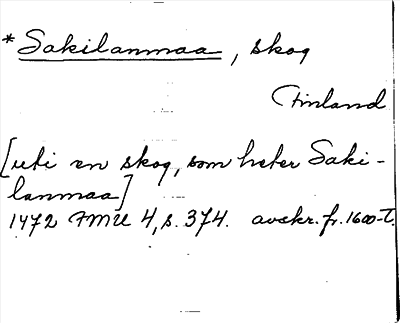 *Sakilanmaa, skog
Finland
[uti en skog, som heter Saki-
lanmaa]
1472 FMU 4, s. 374. avskr. fr. 1600-t.